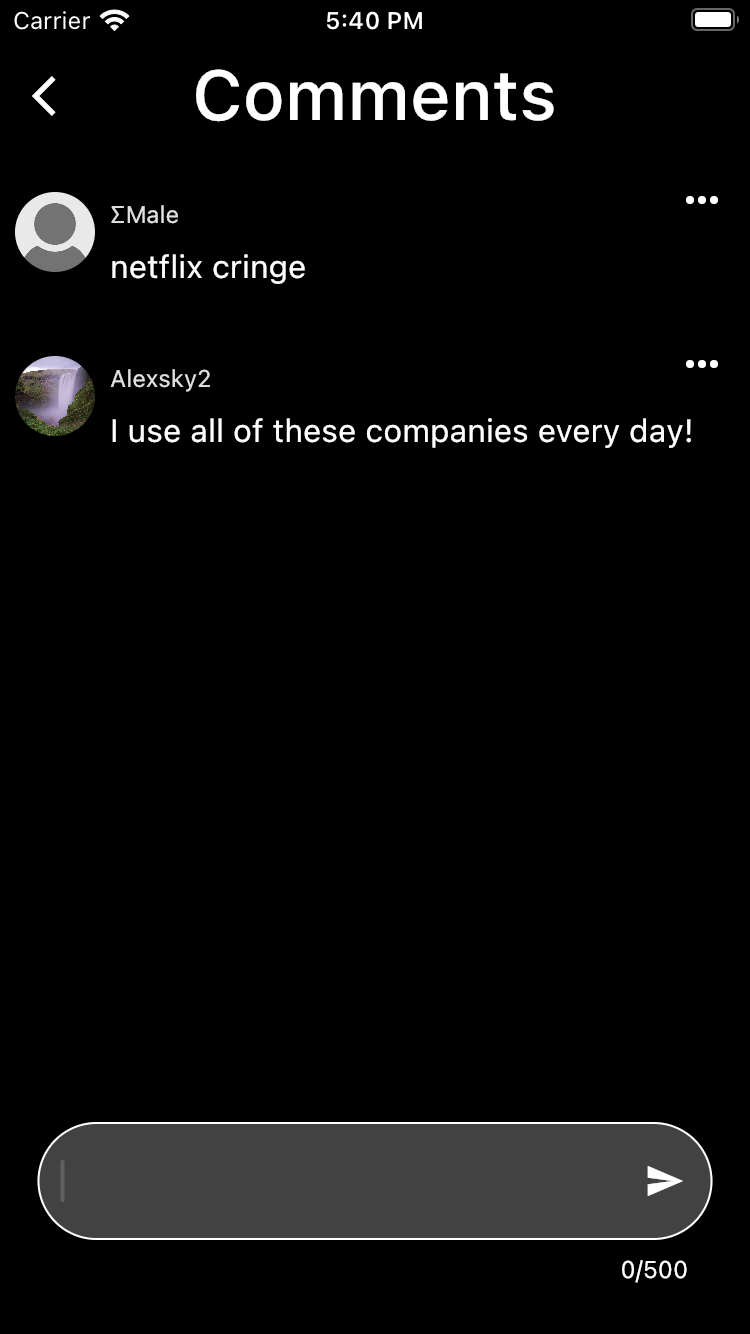 Carrier
5:40 PM
Comments
ΣMale
netflix cringe
Alexsky2
I use all of these companies every day!
0/500